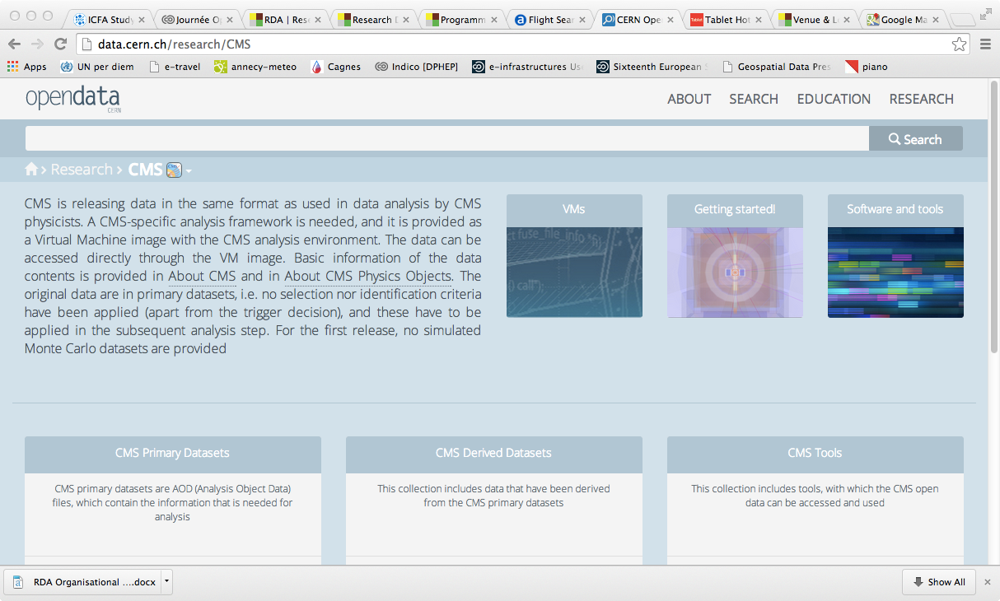 ICFA Study
Journée O
RDA | Res
Research D
Programm
Flight Sear
CERN Ope
Tablet Hot
Venue & L
Google Ma
data.cern.ch/research/CMS
Apps UN per diem e-travel annecy-meteo Cagnes Indico [DPHEP] e-infrastructures Us Sixteenth European Geospatial Data Pres piano
opendata
CERN
ABOUT SEARCH EDUCATION RESEARCH
Search
Research > CMS
CMS is releasing data in the same format as used in data analysis by CMS
physicists. A CMS-specific analysis framework is needed, and it is provided as
a Virtual Machine image with the CMS analysis environment. The data can be
accessed directly through the VM image. Basic information of the data
contents is provided in About CMS and in About CMS Physics Objects. The
original data are in primary datasets, i.e. no selection nor identification criteria
have been applied (apart from the trigger decision), and these have to be
applied in the subsequent analysis step. For the first release, no simulated
Monte Carlo datasets are provided
VMs
ct fuse_file_info *fi)
() call");
Getting started!
Software and tools
CMS Primary Datasets
CMS primary datasets are AOD (Analysis Object Data)
files, which contain the information that is needed for
analysis
CMS Derived Datasets
This collection includes data that have been derived
from the CMS primary datasets
CMS Tools
This collection includes tools, with which the CMS open
data can be accessed and used
RDA Organisational ....docx
Show All